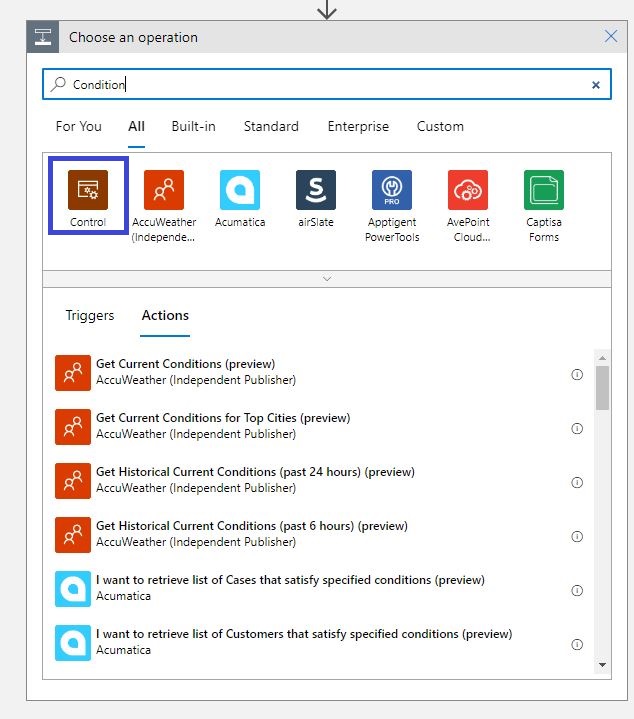 Choose an operation
Condition
For You All Built-in Standard Enterprise Custom
Control AccuWeather (Independe... Acumatica airSlate PRO Apptigent PowerTools AvePoint Cloud... Captisa Forms
Triggers Actions
Get Current Conditions (preview)
AccuWeather (Independent Publisher)
Get Current Conditions for Top Cities (preview)
AccuWeather (Independent Publisher)
Get Historical Current Conditions (past 24 hours) (preview)
AccuWeather (Independent Publisher)
Get Historical Current Conditions (past 6 hours) (preview)
AccuWeather (Independent Publisher)
I want to retrieve list of Cases that satisfy specified conditions (preview)
Acumatica
I want to retrieve list of Customers that satisfy specified conditions (preview)
Acumatica